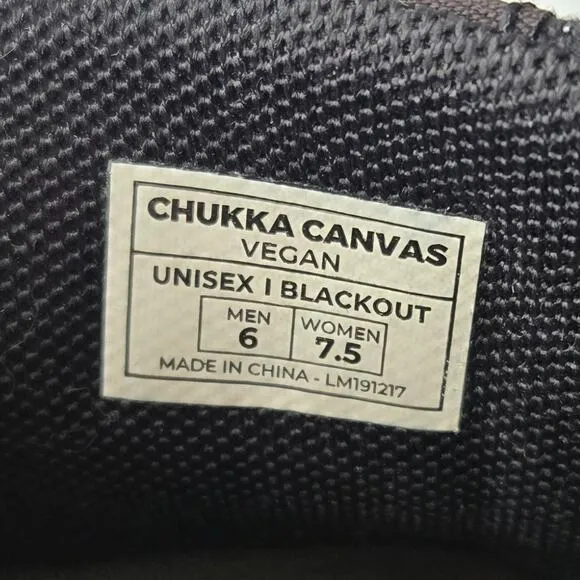 CHUKKA CANVAS
VEGAN
UNISEX I BLACKOUT
MEN WOMEN
6 7.5
MADE IN CHINA - LM191217